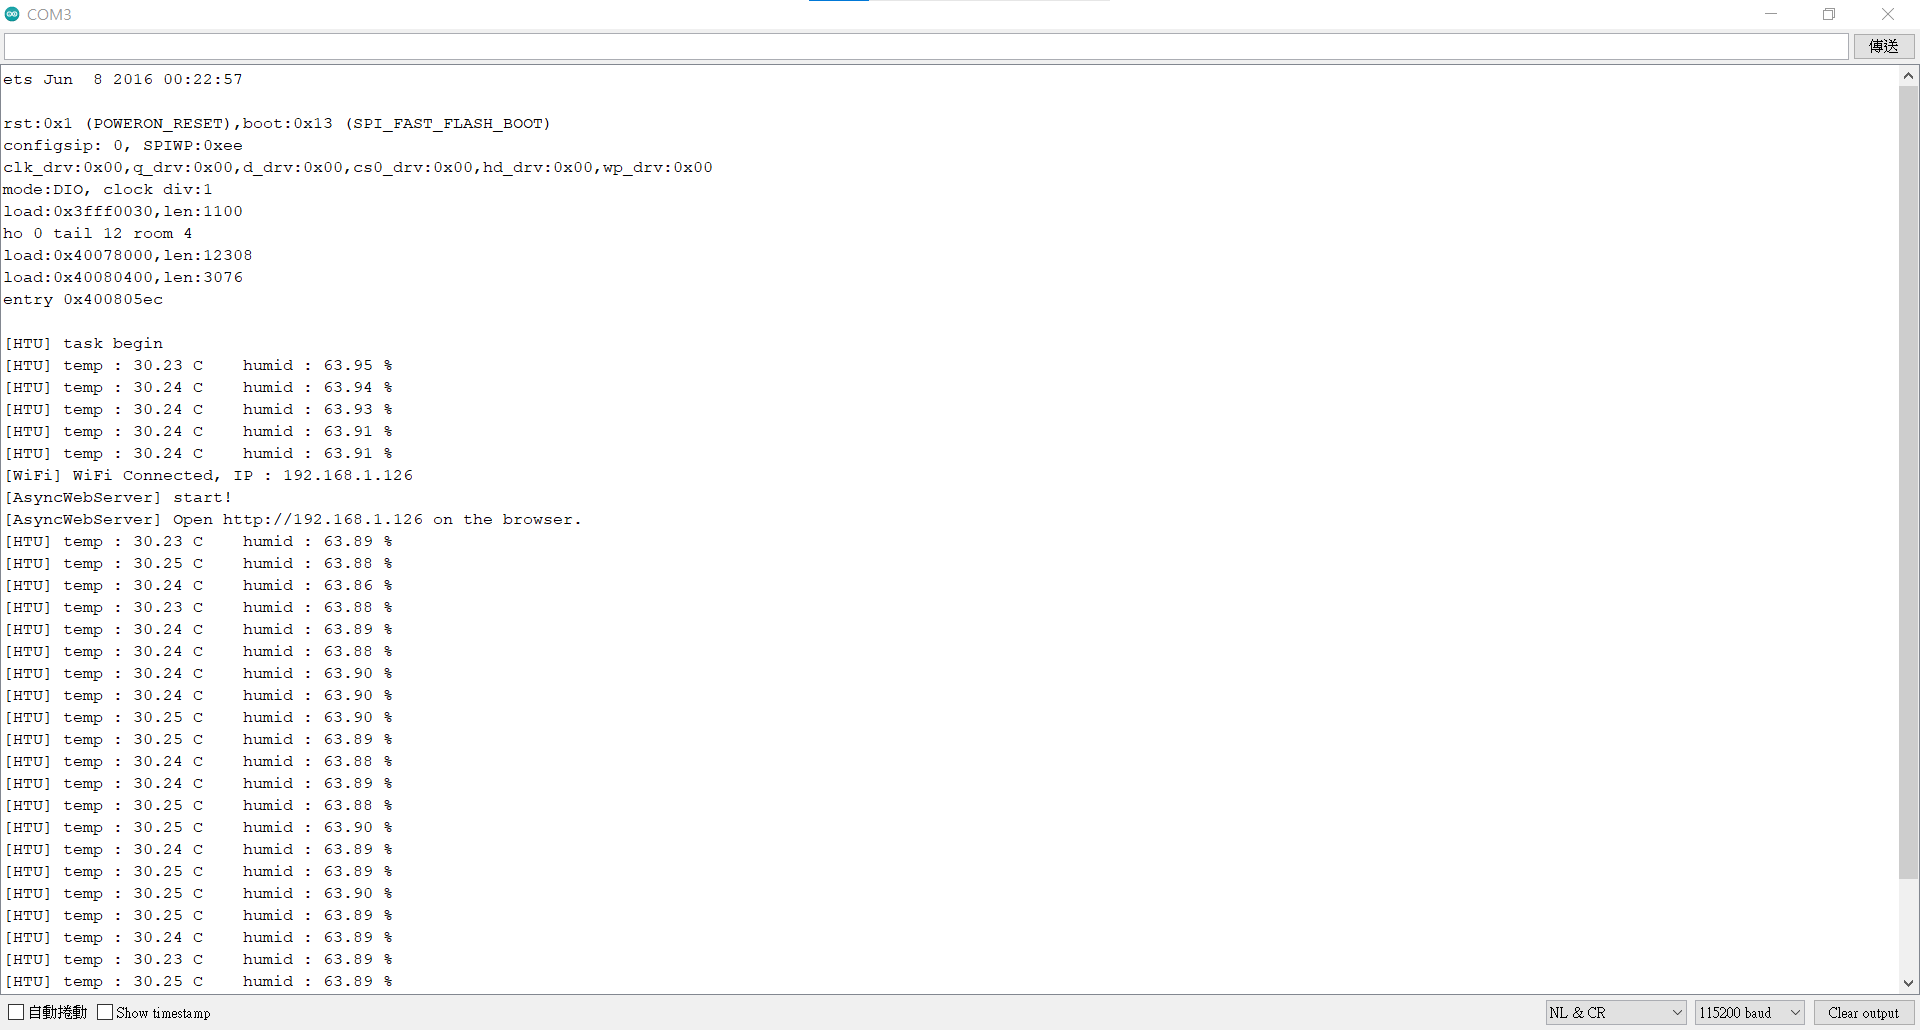 COM3
傳送
ets Jun  8 2016 00:22:57
rst:0x1 (POWERON_RESET),boot:0x13 (SPI_FAST_FLASH_BOOT)
configsip: 0, SPIWP:0xee
clk_drv:0x00,q_drv:0x00,d_drv:0x00,cs0_drv:0x00,hd_drv:0x00,wp_drv:0x00
mode:DIO, clock div:1
load:0x3fff0030,len:1100
ho 0 tail 12 room 4
load:0x40078000,len:12308
load:0x40080400,len:3076
entry 0x400805ec
[HTU] task begin
[HTU] temp : 30.23 C    humid : 63.95 %
[HTU] temp : 30.24 C    humid : 63.94 %
[HTU] temp : 30.24 C    humid : 63.93 %
[HTU] temp : 30.24 C    humid : 63.91 %
[HTU] temp : 30.24 C    humid : 63.91 %
[WiFi] WiFi Connected, IP : 192.168.1.126
[AsyncWebServer] start!
[AsyncWebServer] Open http://192.168.1.126 on the browser.
[HTU] temp : 30.23 C    humid : 63.89 %
[HTU] temp : 30.25 C    humid : 63.88 %
[HTU] temp : 30.24 C    humid : 63.86 %
[HTU] temp : 30.23 C    humid : 63.88 %
[HTU] temp : 30.24 C    humid : 63.89 %
[HTU] temp : 30.24 C    humid : 63.88 %
[HTU] temp : 30.24 C    humid : 63.90 %
[HTU] temp : 30.24 C    humid : 63.90 %
[HTU] temp : 30.25 C    humid : 63.90 %
[HTU] temp : 30.25 C    humid : 63.89 %
[HTU] temp : 30.24 C    humid : 63.88 %
[HTU] temp : 30.24 C    humid : 63.89 %
[HTU] temp : 30.25 C    humid : 63.88 %
[HTU] temp : 30.25 C    humid : 63.90 %
[HTU] temp : 30.24 C    humid : 63.89 %
[HTU] temp : 30.25 C    humid : 63.89 %
[HTU] temp : 30.25 C    humid : 63.90 %
[HTU] temp : 30.25 C    humid : 63.89 %
[HTU] temp : 30.24 C    humid : 63.89 %
[HTU] temp : 30.23 C    humid : 63.89 %
[HTU] temp : 30.25 C    humid : 63.89 %
自動捲動 Show timestamp NL & CR 115200 baud Clear output